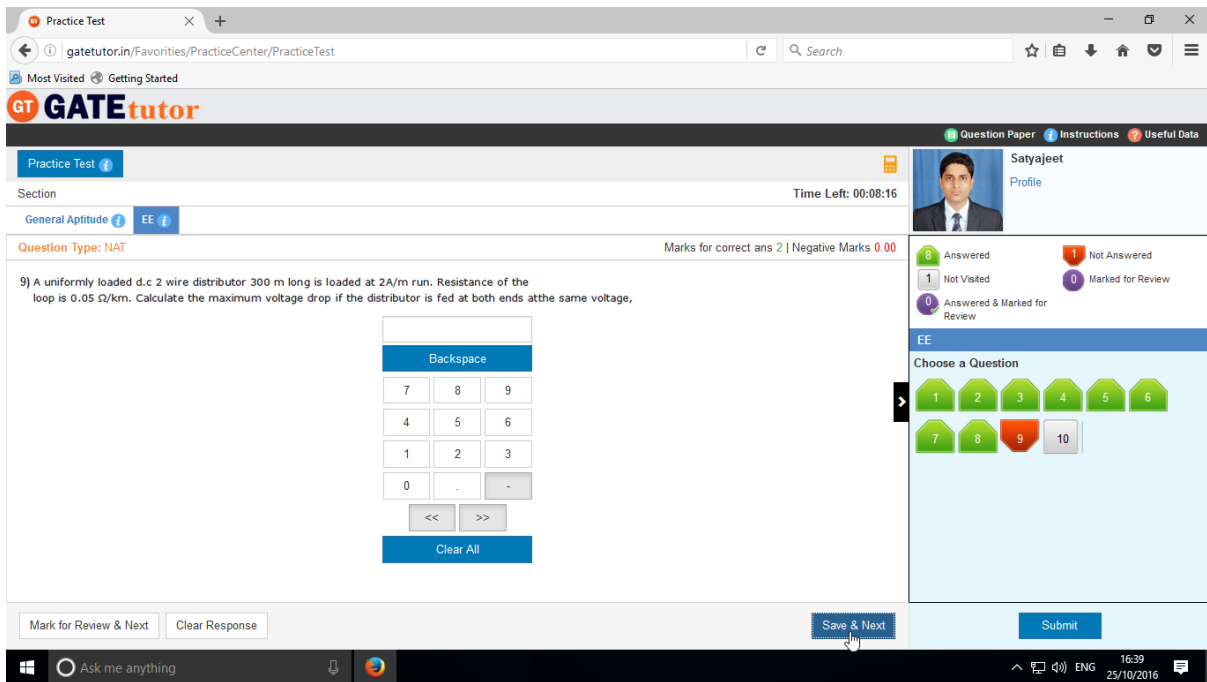 Practice Test
gatetutor.in/Favorities/PracticeCenter/PracticeTest
Search
Most Visited Getting Started
GT GATEtutor
Question Paper Instructions Useful Data
Practice Test
Satyajeet
Profile
Section
Time Left: 00:08:16
General Aptitude EE
Question Type: NAT
Marks for correct ans 2 | Negative Marks 0.00
8 Answered
1 Not Answered
1 Not Visited
0 Marked for Review
0 Answered & Marked for
Review
9) A uniformly loaded d.c 2 wire distributor 300 m long is loaded at 2A/m run. Resistance of the
loop is 0.05 Ω/km. Calculate the maximum voltage drop if the distributor is fed at both ends atthe same voltage,
Backspace
7 8 9
4 5 6
1 2 3
0 . -
<< >>
Clear All
EE
Choose a Question
1 2 3 4 5 6
7 8 9 10
Mark for Review & Next Clear Response
Save & Next
Submit
Ask me anything
ENG
16:39
25/10/2016